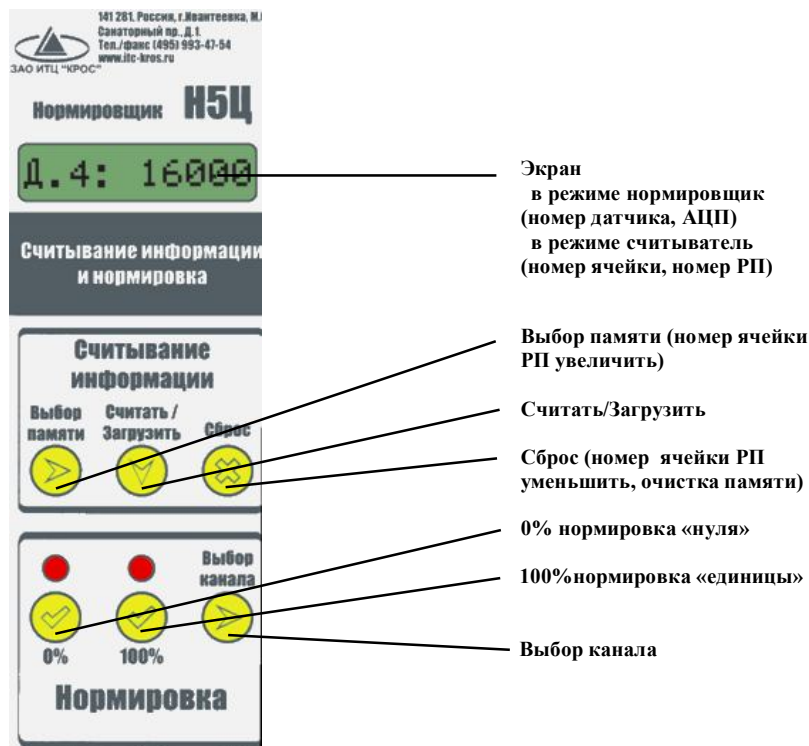 141 281. Россия, г.Ивантеевка, М.
Санаторный пр., Д.1.
Тел./факс (495) 993-47-54
www.itc-kros.ru
ЗАО ИТЦ "КРОС"
Нормировщик Н5Ц
Д.4: 16000
Считывание информации
и нормировка
Считывание
информации
Выбор
памяти
Считать /
Загрузить
Сброс
Выбор
канала
0%
100%
Нормировка
Экран
в режиме нормировщик
(номер датчика, АЦП)
в режиме считыватель
(номер ячейки, номер РП)
Выбор памяти (номер ячейки
РП увеличить)
Считать/Загрузить
Сброс (номер ячейки РП
уменьшить, очистка памяти)
0% нормировка «нуля»
100%нормировка «единицы»
Выбор канала